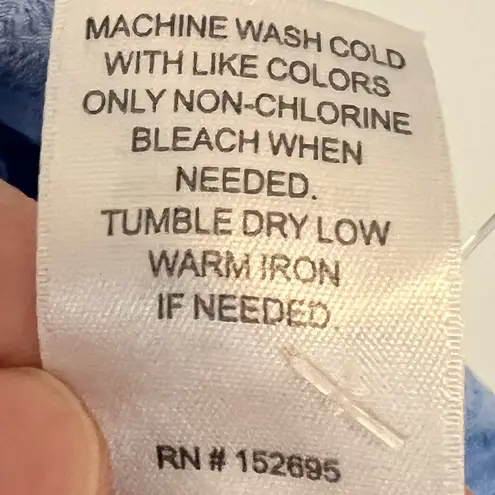 MACHINE WASH COLD
WITH LIKE COLORS
ONLY NON-CHLORINE
BLEACH WHEN
NEEDED.
TUMBLE DRY LOW
WARM IRON
IF NEEDED.
RN # 152695